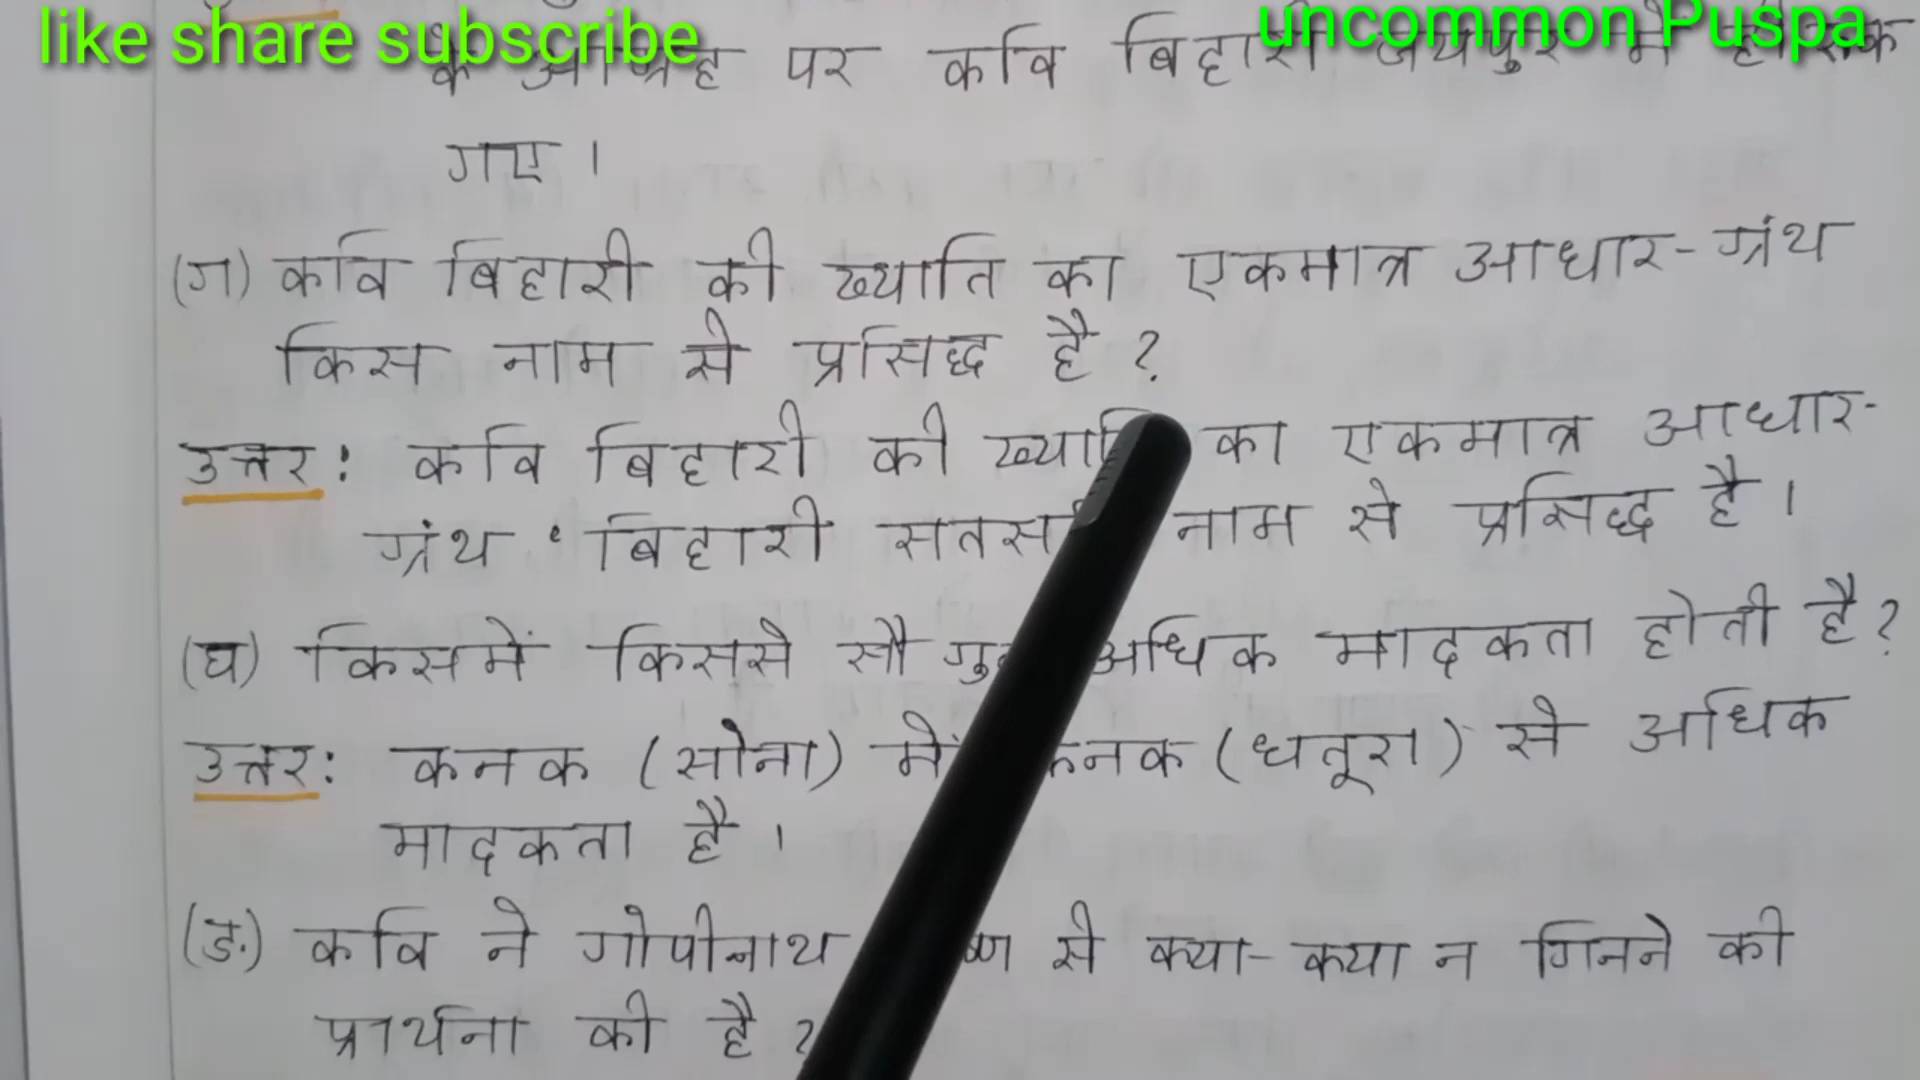 like share subscribe
uncommon Puspa
पर कवि
गए ।
(ग) कवि बिहारी की ख्याति का एकमात्र आधार-ग्रंथ
किस नाम से प्रसिद्ध है ?
उत्तर : कवि बिहारी की का एकमात्र आधार-
ग्रंथ ' बिहारी नाम से प्रसिद्ध है ।
(घ) किसमें किससे सौ अधिक मादकता होती है ?
उत्तर : कनक (सोना) में (धतूरा) से अधिक
मादकता है ।
(ङ) कवि ने गोपीनाथ से क्या-क्या न गिनने की
प्रार्थना की है ?